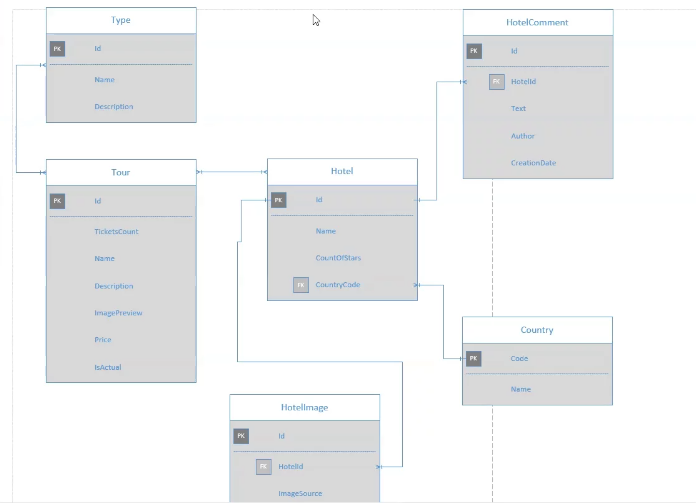 Type
PK Id
Name
Description
Tour
PK Id
TicketsCount
Name
Description
ImagePreview
Price
IsActual
Hotel
PK Id
Name
CountOfStars
FK CountryCode
HotelComment
PK Id
FK HotelId
Text
Author
CreationDate
Country
PK Code
Name
HotelImage
PK Id
FK HotelId
ImageSource